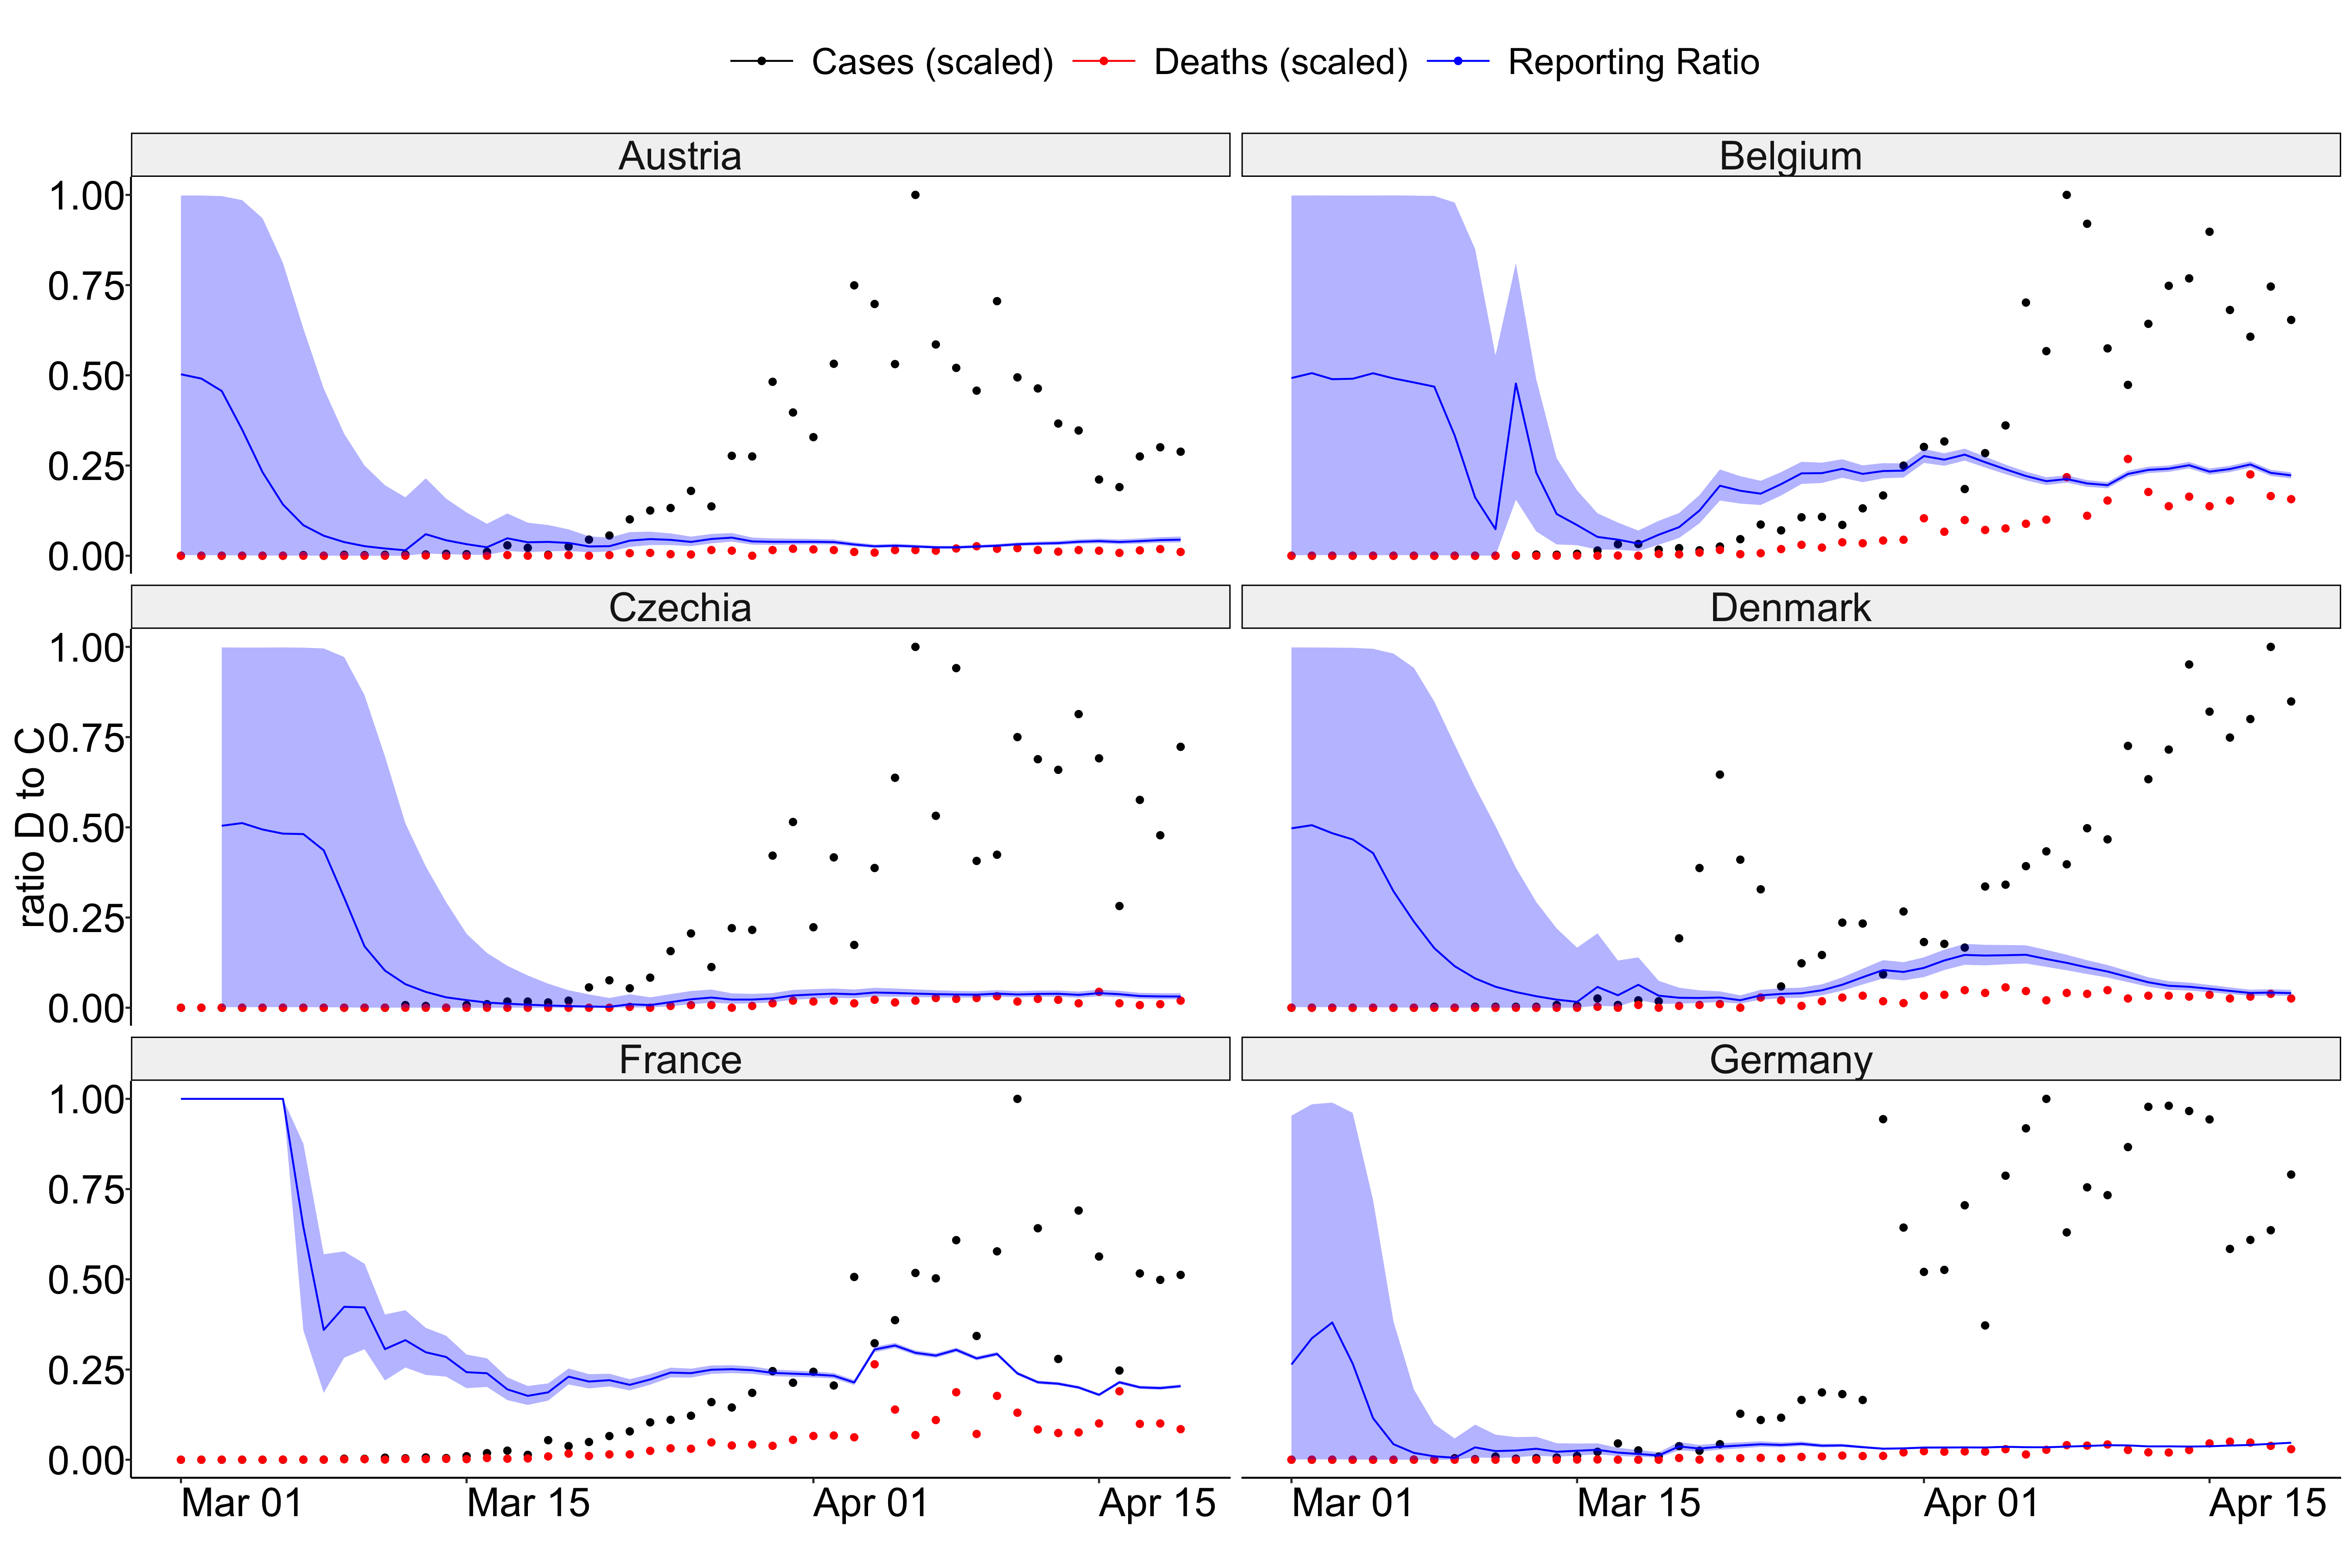 Cases (scaled) Deaths (scaled) Reporting Ratio
Austria Belgium
1.00
0.75
0.50
0.25
0.00
Czechia Denmark
1.00
0.75
0.50
0.25
0.00
ratio D to C
France Germany
1.00
0.75
0.50
0.25
0.00
Mar 01 Mar 15 Apr 01 Apr 15 Mar 01 Mar 15 Apr 01 Apr 15